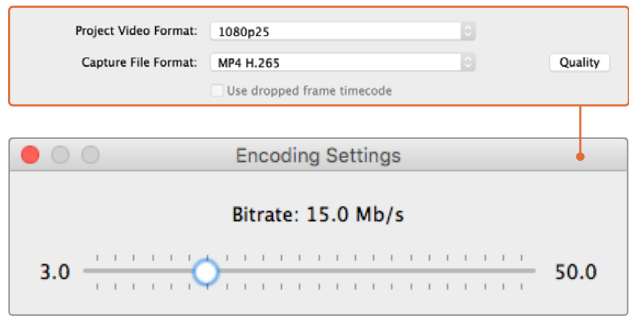 Project Video Format: 1080p25
Capture File Format: MP4 H.265 Quality
Use dropped frame timecode
Encoding Settings
Bitrate: 15.0 Mb/s
3.0 50.0